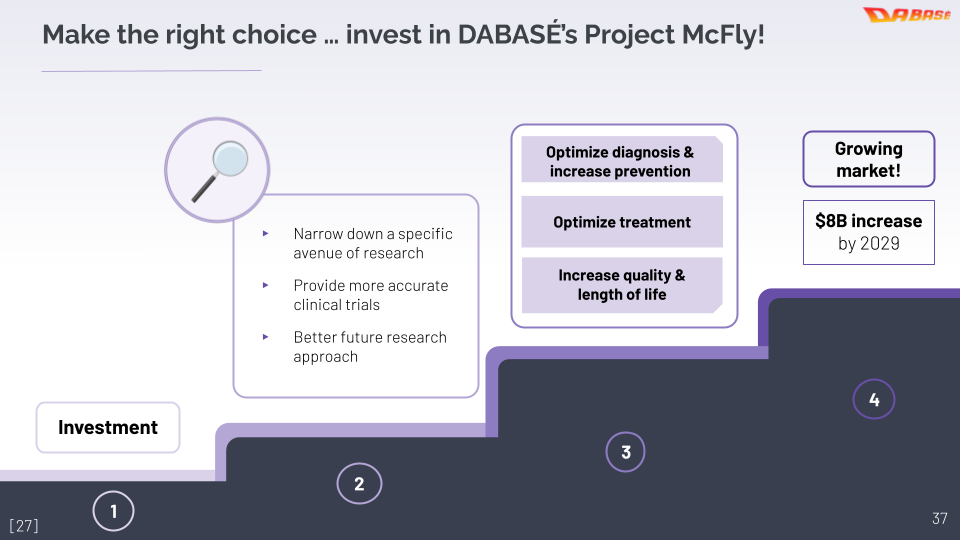 DABASÉ
Make the right choice … invest in DABASÉ’s Project McFly!
Investment
1
▸ Narrow down a specific
avenue of research
▸ Provide more accurate
clinical trials
▸ Better future research
approach
2
Optimize diagnosis &
increase prevention
Optimize treatment
Increase quality &
length of life
3
Growing
market!
$8B increase
by 2029
4
[27]
37